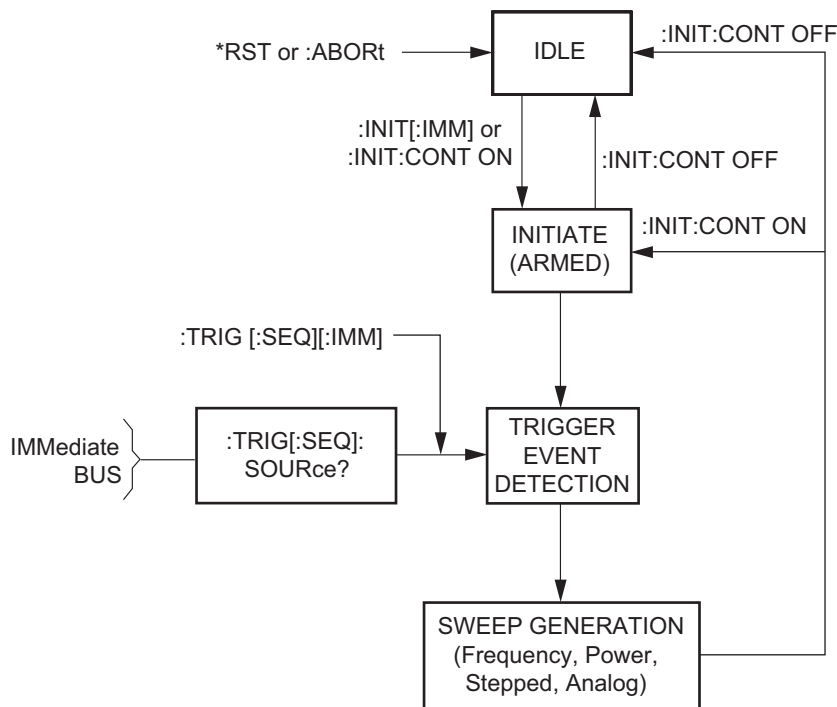 *RST or :ABORt
IDLE
:INIT:CONT OFF
:INIT[:IMM] or
:INIT:CONT ON
:INIT:CONT OFF
INITIATE
(ARMED)
:INIT:CONT ON
:TRIG [:SEQ][:IMM]
IMMediate
BUS
:TRIG[:SEQ]:
SOURce?
TRIGGER
EVENT
DETECTION
SWEEP GENERATION
(Frequency, Power,
Stepped, Analog)